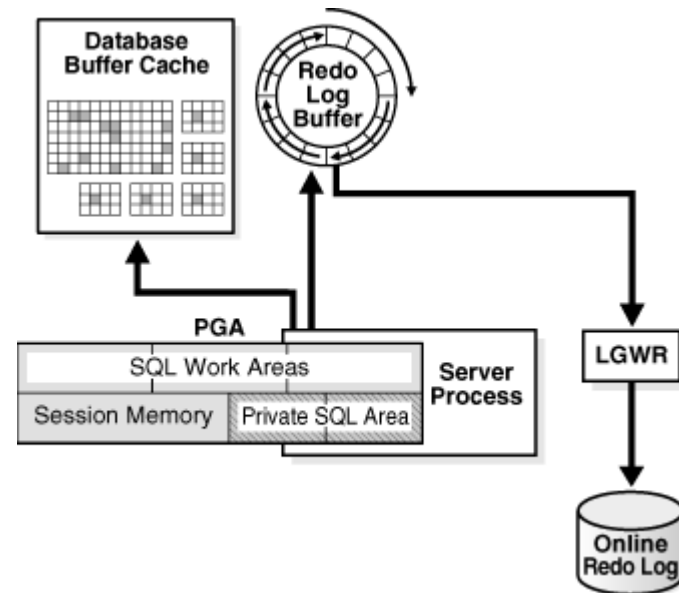 Database
Buffer Cache
Redo
Log
Buffer
PGA
SQL Work Areas
Server
Process
Session Memory
Private SQL Area
LGWR
Online
Redo Log